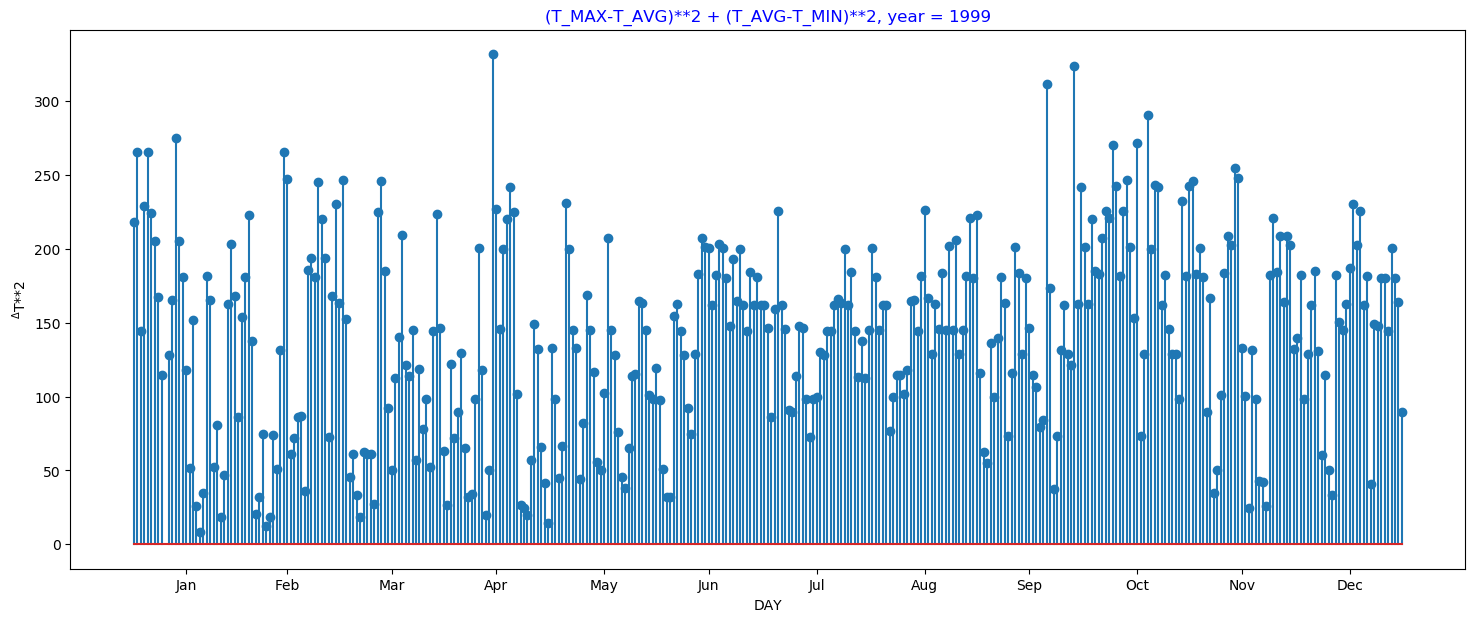 (T_MAX-T_AVG)**2 + (T_AVG-T_MIN)**2, year = 1999
ΔT**2
300
250
200
150
100
50
0
Jan Feb Mar Apr May Jun Jul Aug Sep Oct Nov Dec
DAY